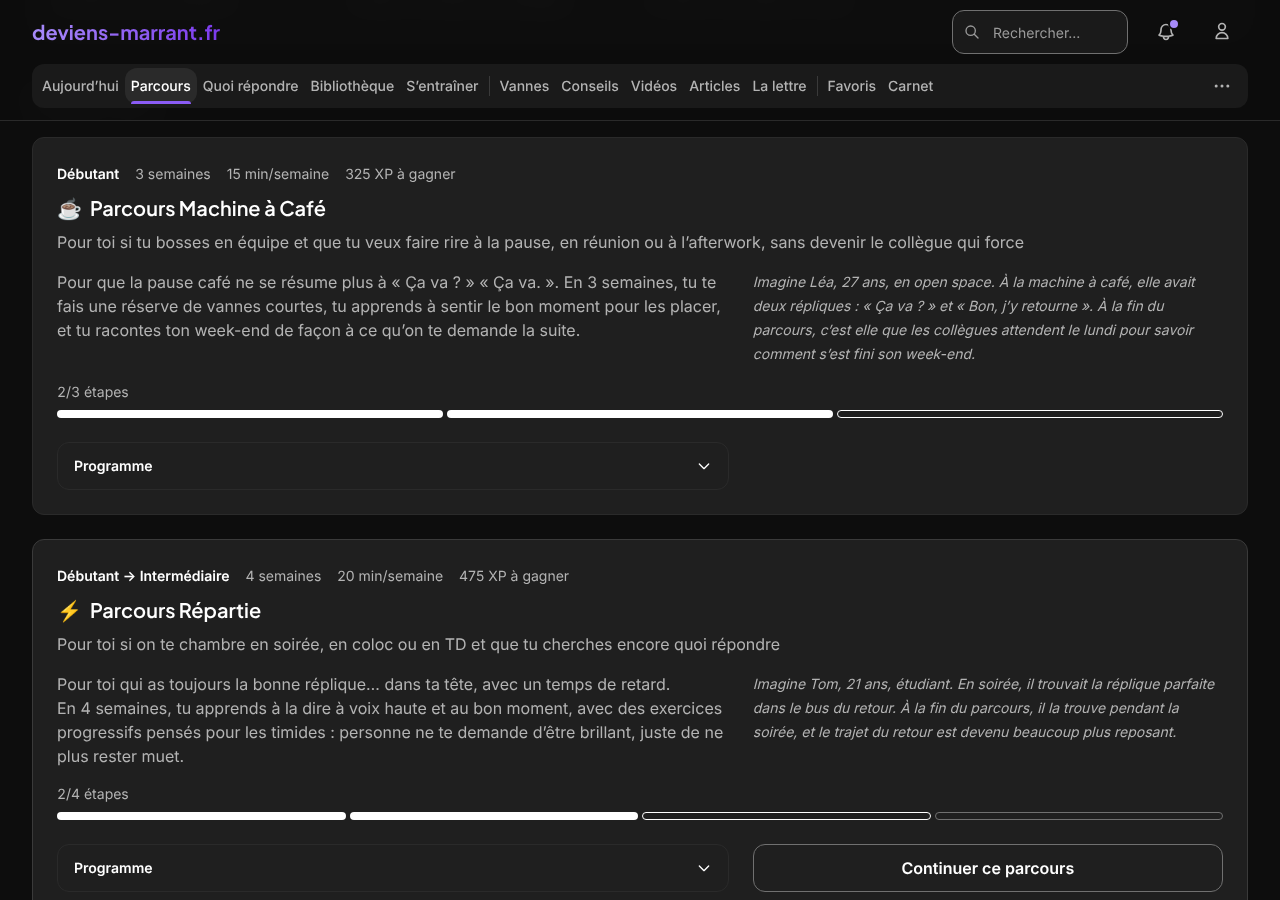 deviens-marrant.fr
Rechercher...
Aujourd’hui Parcours Quoi répondre Bibliothèque S’entraîner Vannes Conseils Vidéos Articles La lettre Favoris Carnet
Débutant 3 semaines 15 min/semaine 325 XP à gagner
☕ Parcours Machine à Café
Pour toi si tu bosses en équipe et que tu veux faire rire à la pause, en réunion ou à l’afterwork, sans devenir le collègue qui force
Pour que la pause café ne se résume plus à « Ça va ? » « Ça va. ». En 3 semaines, tu te
fais une réserve de vannes courtes, tu apprends à sentir le bon moment pour les placer,
et tu racontes ton week-end de façon à ce qu’on te demande la suite.
Imagine Léa, 27 ans, en open space. À la machine à café, elle avait
deux répliques : « Ça va ? » et « Bon, j’y retourne ». À la fin du
parcours, c’est elle que les collègues attendent le lundi pour savoir
comment s’est fini son week-end.
2/3 étapes
Programme
Débutant → Intermédiaire 4 semaines 20 min/semaine 475 XP à gagner
⚡ Parcours Répartie
Pour toi si on te chambre en soirée, en coloc ou en TD et que tu cherches encore quoi répondre
Pour toi qui as toujours la bonne réplique… dans ta tête, avec un temps de retard.
En 4 semaines, tu apprends à la dire à voix haute et au bon moment, avec des exercices
progressifs pensés pour les timides : personne ne te demande d’être brillant, juste de ne
plus rester muet.
Imagine Tom, 21 ans, étudiant. En soirée, il trouvait la réplique parfaite
dans le bus du retour. À la fin du parcours, il la trouve pendant la
soirée, et le trajet du retour est devenu beaucoup plus reposant.
2/4 étapes
Programme
Continuer ce parcours